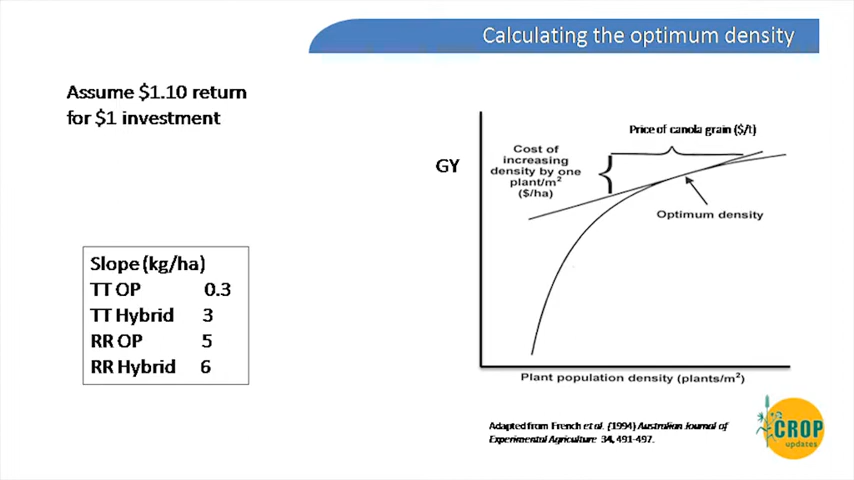 Calculating the optimum density
Assume $1.10 return
for $1 investment
Price of canola grain ($/t)
Cost of
increasing
density by one
plant/m²
($/ha)
GY
Optimum density
Slope (kg/ha)
TT OP 0.3
TT Hybrid 3
RR OP 5
RR Hybrid 6
Plant population density (plants/m²)
Adapted from French et al. (1994) Australian Journal of
Experimental Agriculture 34, 491-497.
CROP
updates